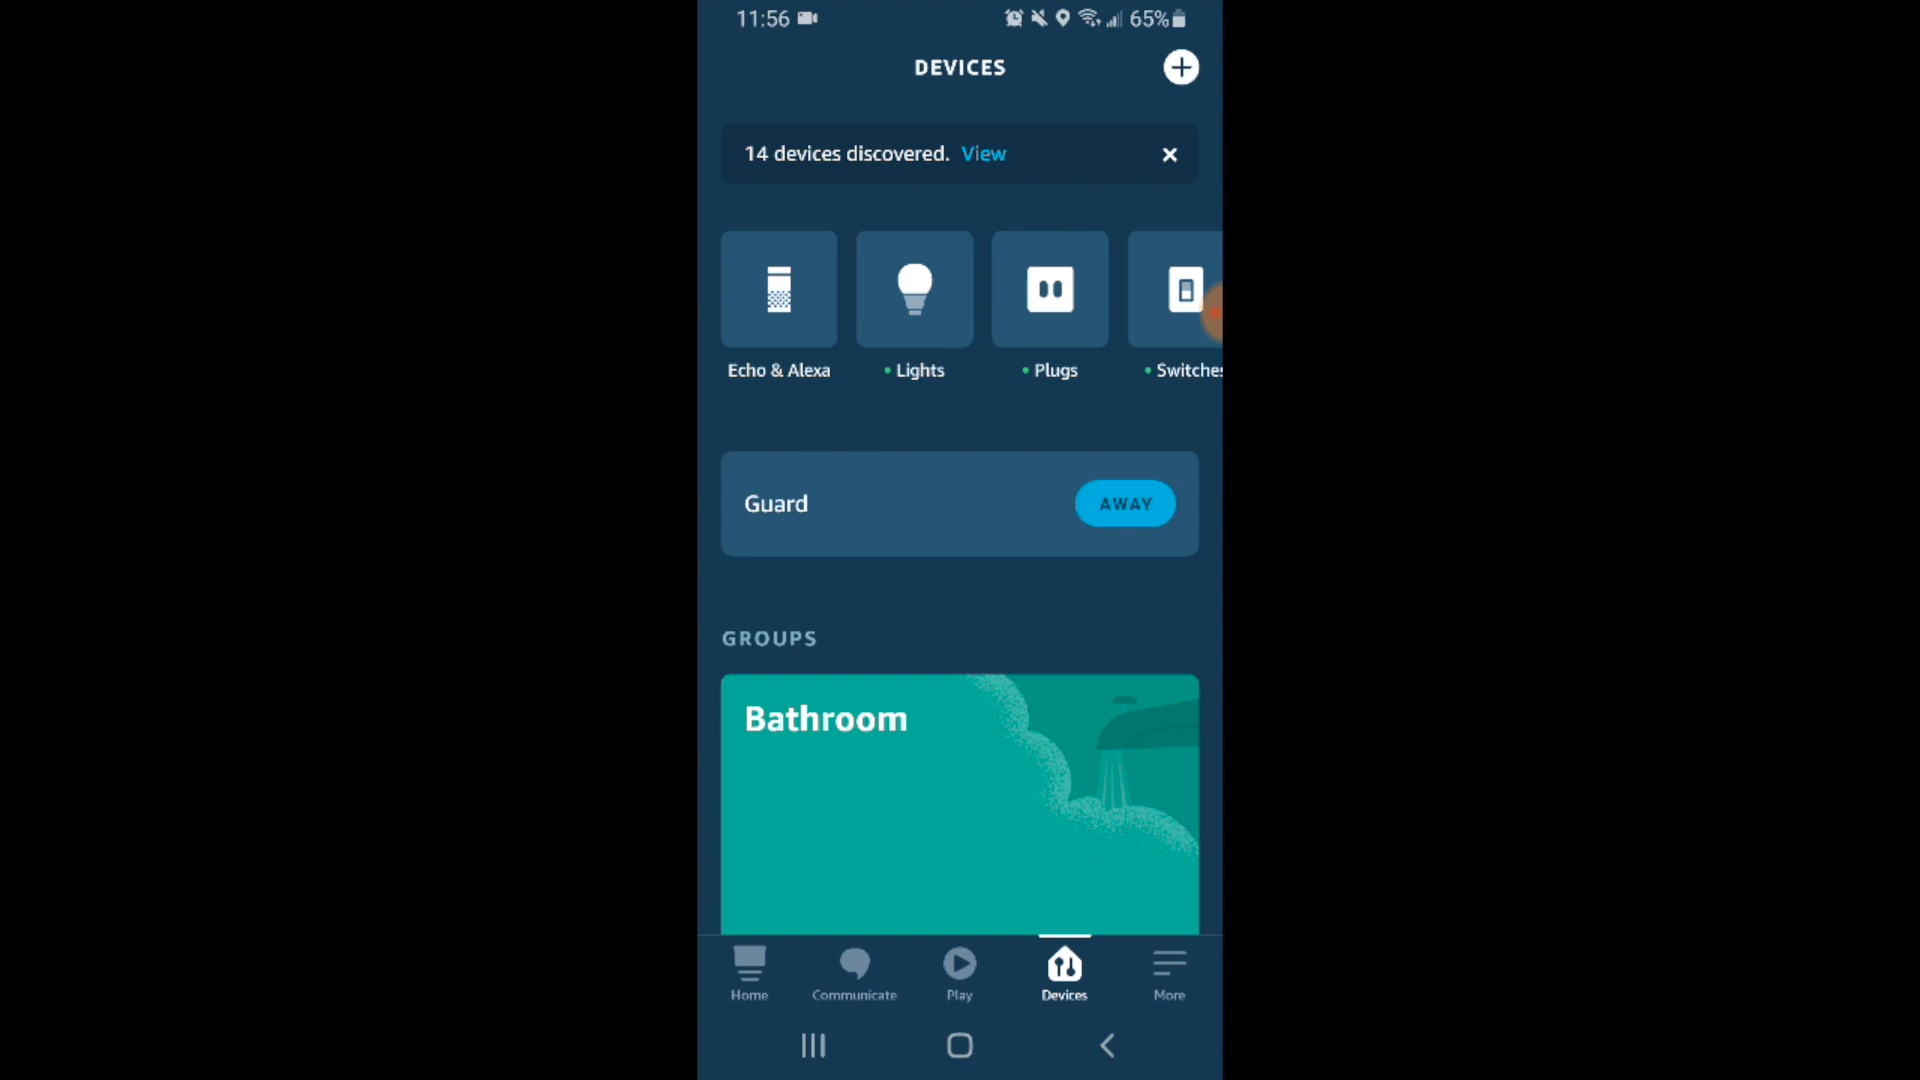 11:56 65%
DEVICES
14 devices discovered. View
Echo & Alexa
Lights
Plugs
Switches
Guard AWAY
GROUPS
Bathroom
Home Communicate Play Devices More